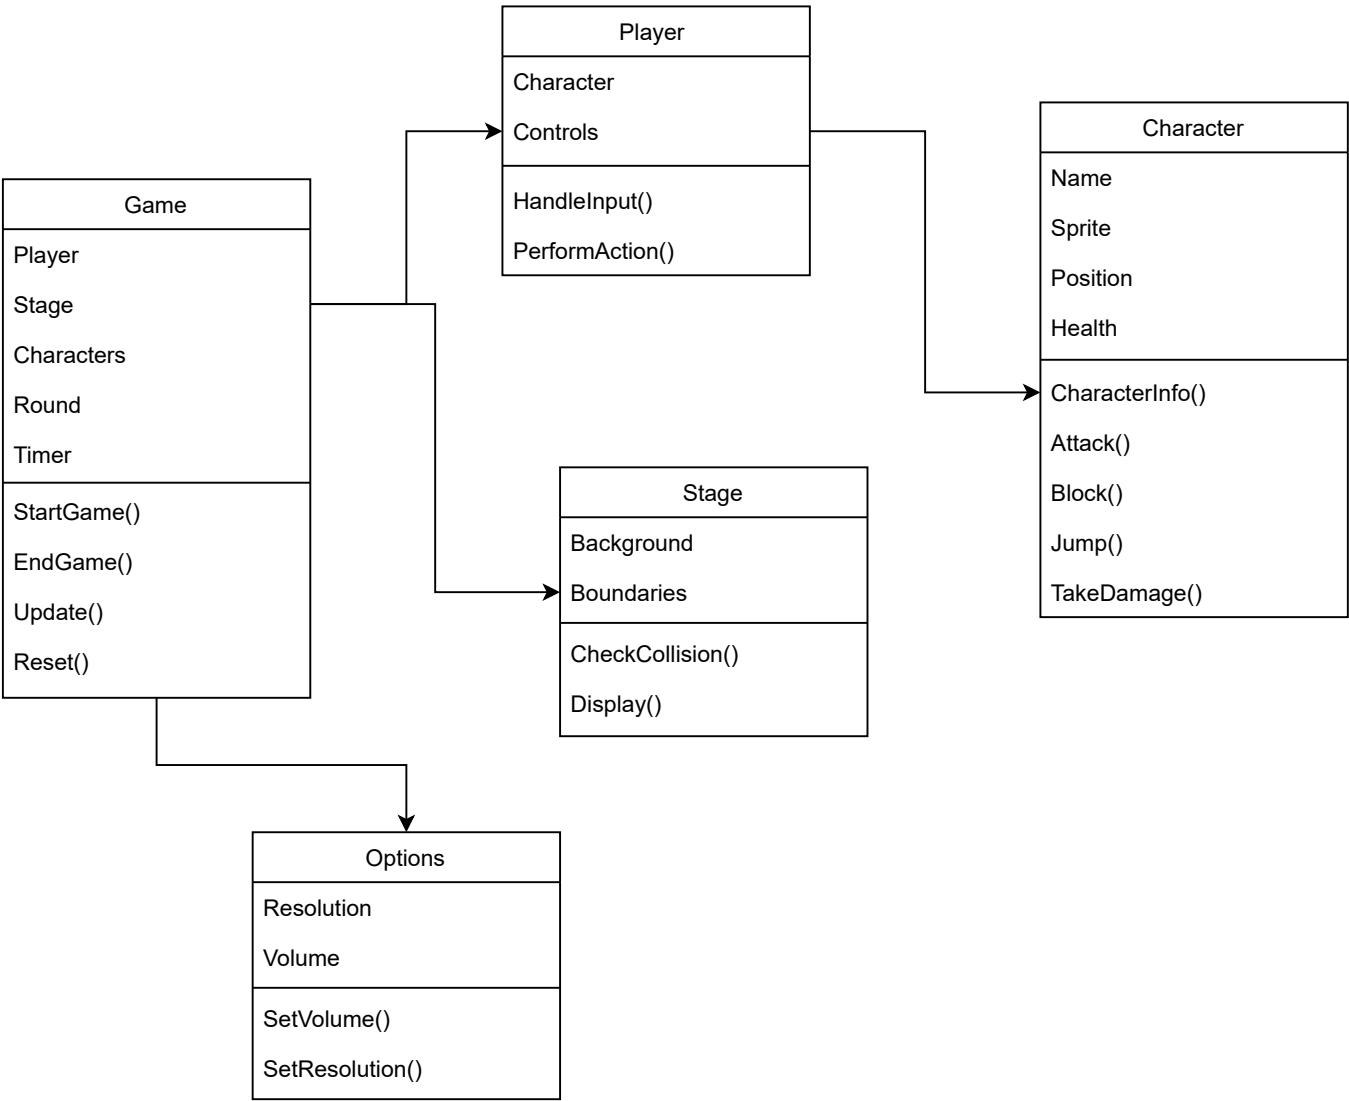 Player
Character
Controls
HandleInput()
PerformAction()
Character
Name
Sprite
Position
Health
CharacterInfo()
Attack()
Block()
Jump()
TakeDamage()
Game
Player
Stage
Characters
Round
Timer
StartGame()
EndGame()
Update()
Reset()
Stage
Background
Boundaries
CheckCollision()
Display()
Options
Resolution
Volume
SetVolume()
SetResolution()